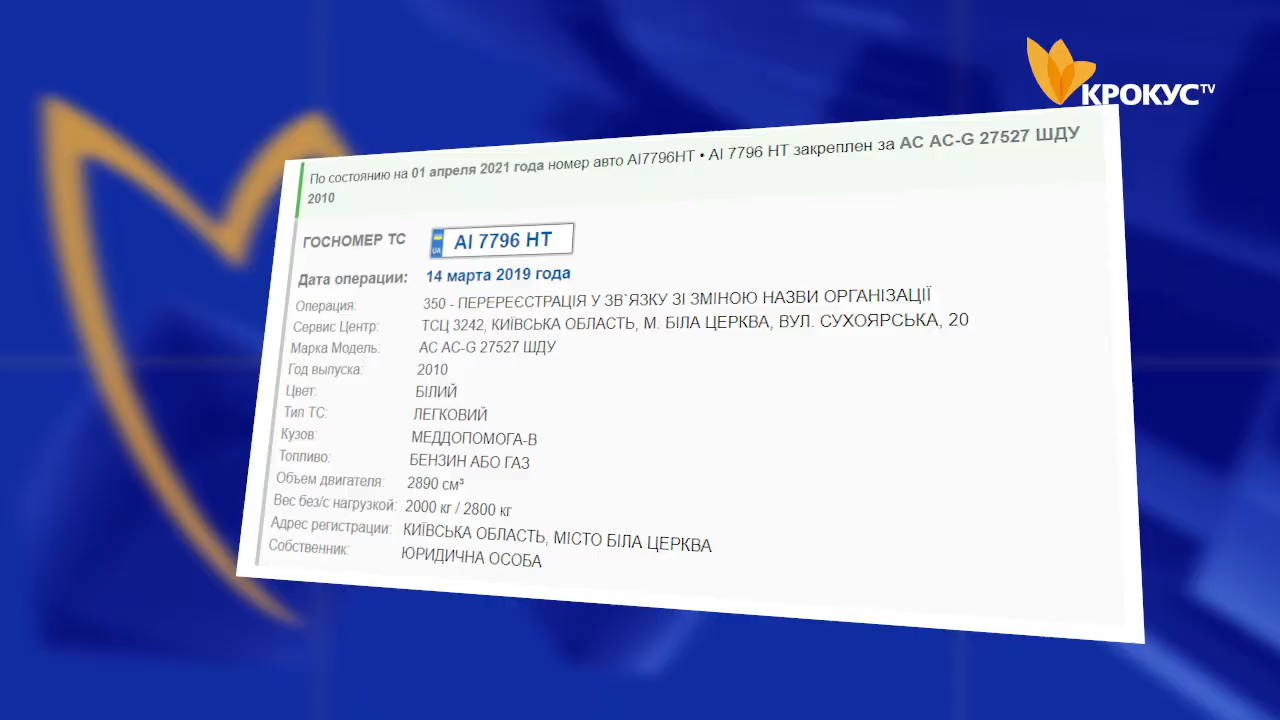 КРОКУС TV
По состоянию на 01 апреля 2021 года номер авто AI7796HT • AI 7796 HT закреплен за АС AC-G 27527 ШДУ
2010
ГОСНОМЕР ТС UA AI 7796 HT
Дата операции: 14 марта 2019 года
Операция: 350 - ПЕРЕРЕЄСТРАЦІЯ У ЗВ`ЯЗКУ ЗІ ЗМІНОЮ НАЗВИ ОРГАНІЗАЦІЇ
Сервис Центр: ТСЦ 3242, КИЇВСЬКА ОБЛАСТЬ, М. БІЛА ЦЕРКВА, ВУЛ. СУХОЯРСЬКА, 20
Марка Модель: АС AC-G 27527 ШДУ
Год выпуска: 2010
Цвет: БІЛИЙ
Тип ТС: ЛЕГКОВИЙ
Кузов: МЕДДОПОМОГА-В
Топливо: БЕНЗИН АБО ГАЗ
Объем двигателя: 2890 см³
Вес без/с нагрузкой: 2000 кг / 2800 кг
Адрес регистрации: КИЇВСЬКА ОБЛАСТЬ, МІСТО БІЛА ЦЕРКВА
Собственник: ЮРИДИЧНА ОСОБА